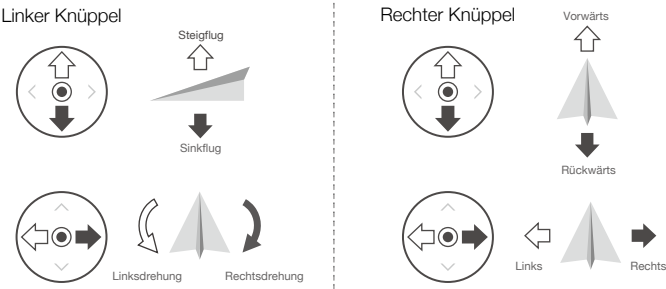 Linker Knüppel
Steigflug
Sinkflug
Linksdrehung
Rechtsdrehung
Rechter Knüppel
Vorwärts
Rückwärts
Links
Rechts